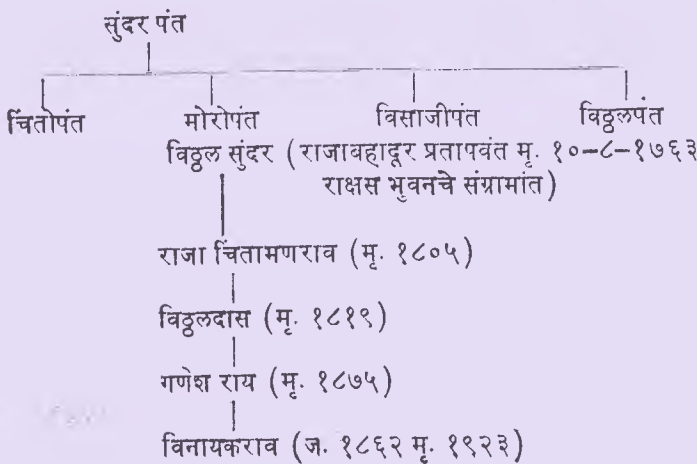 सुंदर पंत
चिंतोपंत मोरोपंत विसाजीपंत विठ्ठलपंत
विठ्ठल सुंदर (राजाबहादूर प्रतापवंत मृ. १०-८-१७६३
राक्षस भुवनचे संग्रामांत)
राजा चिंतामणराव (मृ. १८०५)
विठ्ठलदास (मृ. १८१९)
गणेश राय (मृ. १८७५)
विनायकराव (ज. १८६२ मृ. १९२३)